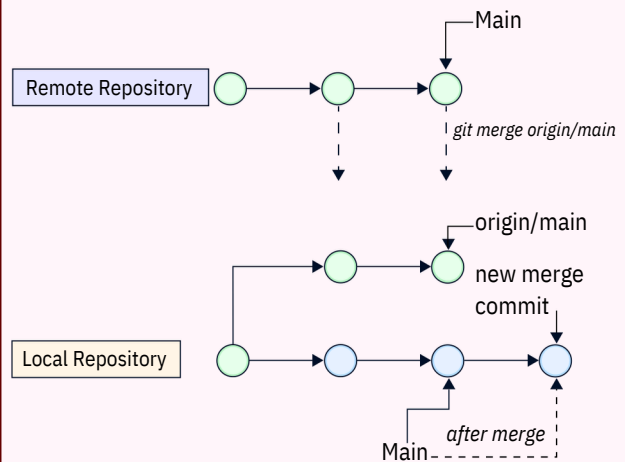 Main
Remote Repository
git merge origin/main
origin/main
new merge
commit
Local Repository
after merge
Main